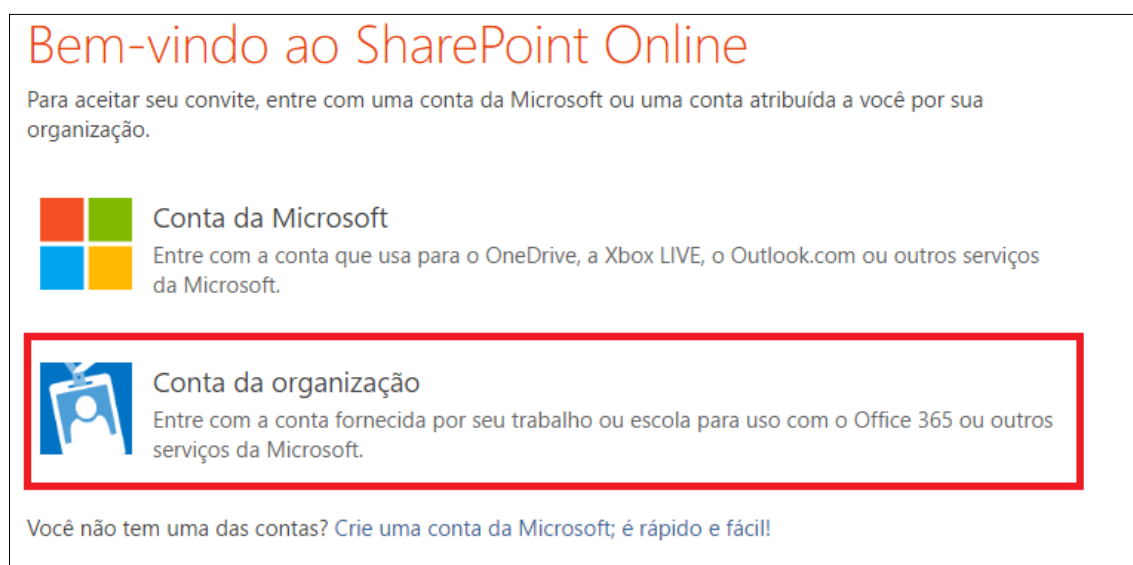 Bem-vindo ao SharePoint Online
Para aceitar seu convite, entre com uma conta da Microsoft ou uma conta atribuída a você por sua
organização.
Conta da Microsoft
Entre com a conta que usa para o OneDrive, a Xbox LIVE, o Outlook.com ou outros serviços
da Microsoft.
Conta da organização
Entre com a conta fornecida por seu trabalho ou escola para uso com o Office 365 ou outros
serviços da Microsoft.
Você não tem uma das contas? Crie uma conta da Microsoft; é rápido e fácil!